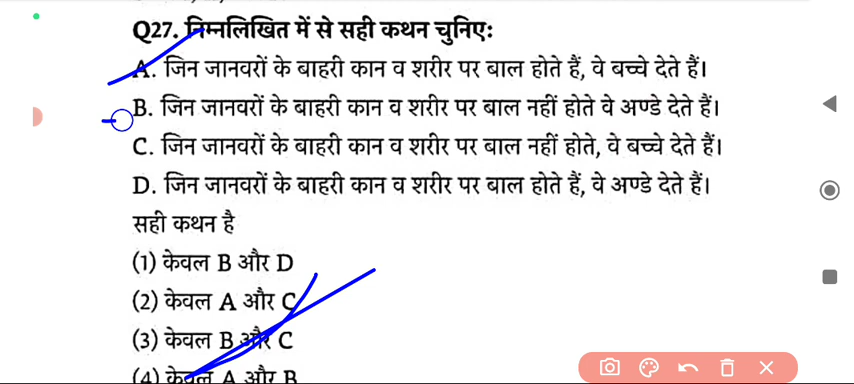 Q27. निम्नलिखित में से सही कथन चुनिए:
A. जिन जानवरों के बाहरी कान व शरीर पर बाल होते हैं, वे बच्चे देते हैं।
B. जिन जानवरों के बाहरी कान व शरीर पर बाल नहीं होते वे अण्डे देते हैं।
C. जिन जानवरों के बाहरी कान व शरीर पर बाल नहीं होते, वे बच्चे देते हैं।
D. जिन जानवरों के बाहरी कान व शरीर पर बाल होते हैं, वे अण्डे देते हैं।
सही कथन है
(1) केवल B और D
(2) केवल A और C
(3) केवल B और C
(4) केवल A और B